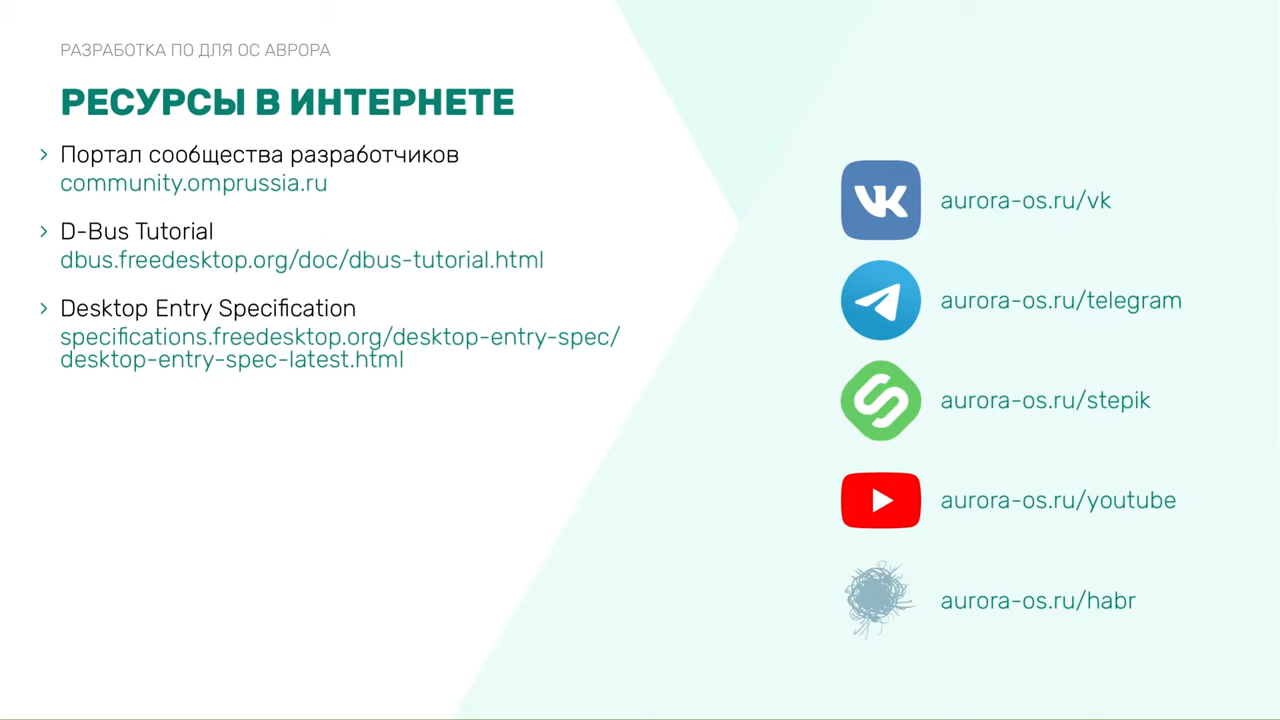 РАЗРАБОТКА ПО ДЛЯ ОС АВРОРА
РЕСУРСЫ В ИНТЕРНЕТЕ
› Портал сообщества разработчиков
community.omprussia.ru
› D-Bus Tutorial
dbus.freedesktop.org/doc/dbus-tutorial.html
› Desktop Entry Specification
specifications.freedesktop.org/desktop-entry-spec/
desktop-entry-spec-latest.html
aurora-os.ru/vk
aurora-os.ru/telegram
aurora-os.ru/stepik
aurora-os.ru/youtube
aurora-os.ru/habr